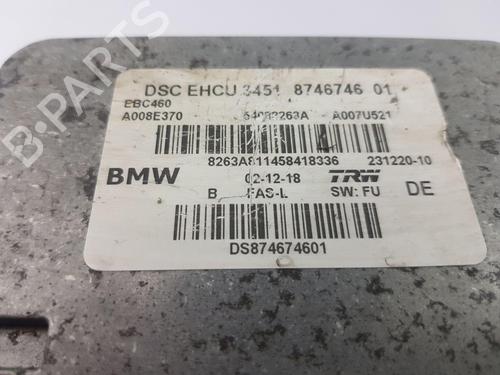 DSC EHCU 3451 8746746 01
EBC460
A008E370 54082263A A007U521
8263A811458418336 231220-10
BMW 02-12-18 TRW
B FAS-L SW: FU DE
DS874674601